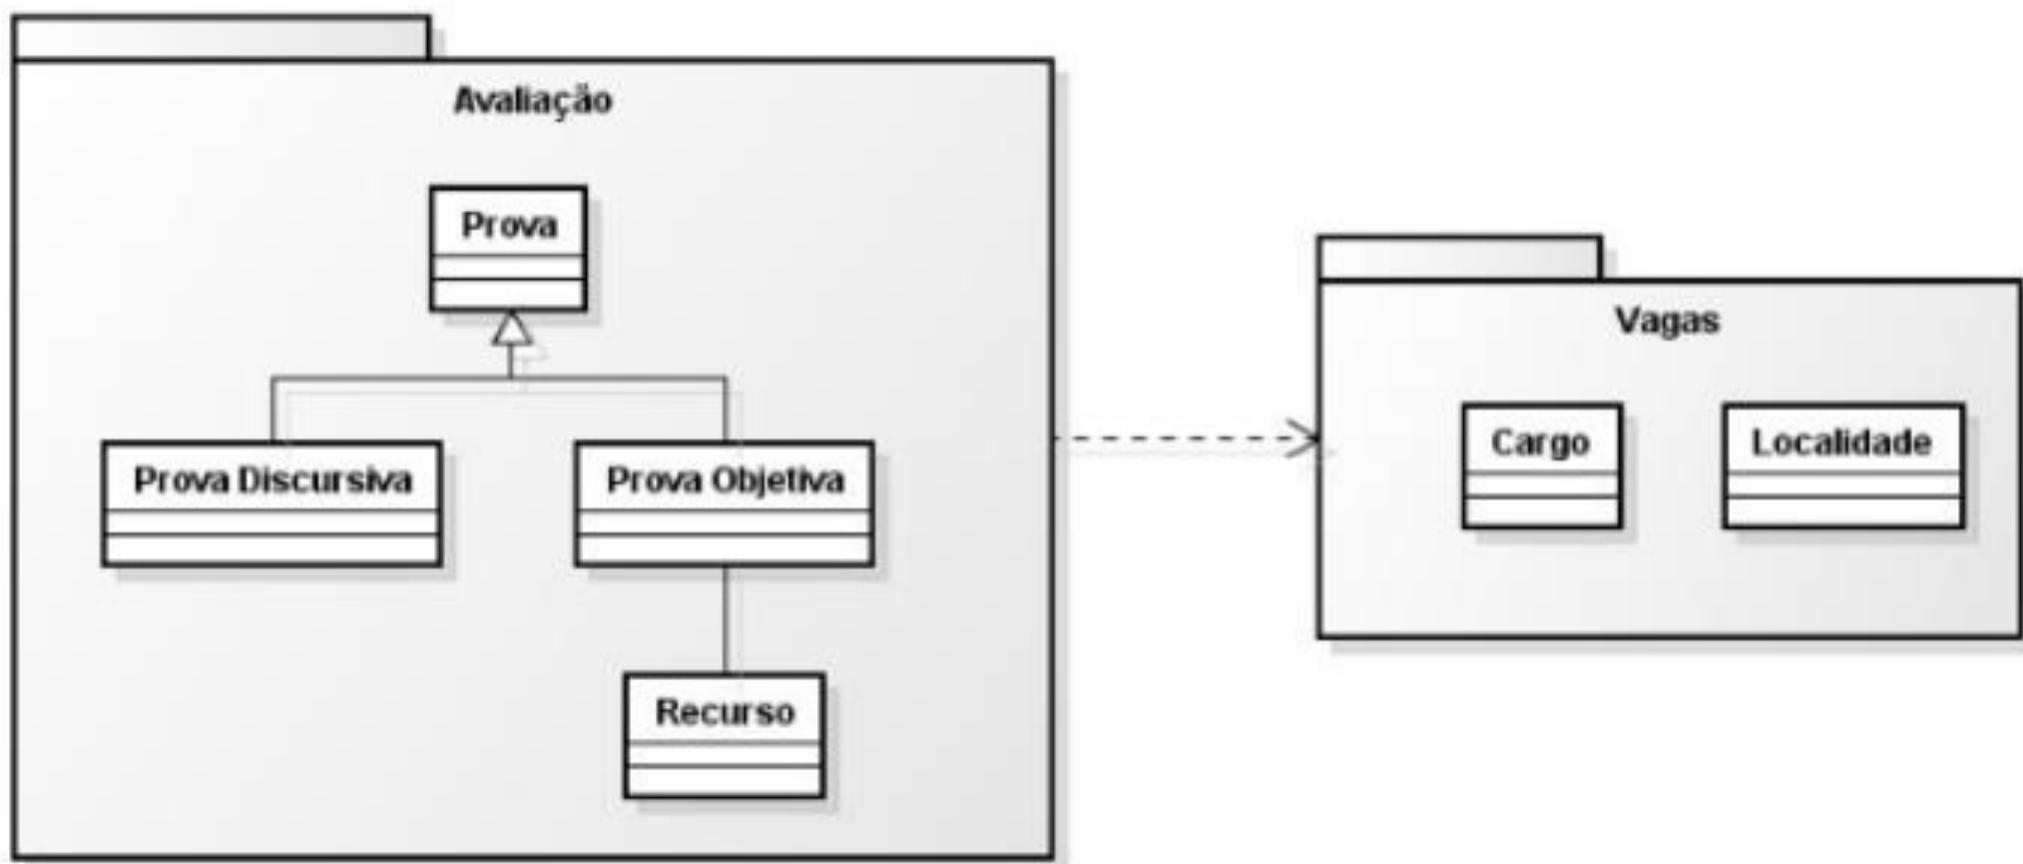 Avaliação
Prova
Prova Discursiva
Prova Objetiva
Recurso
Vagas
Cargo
Localidade